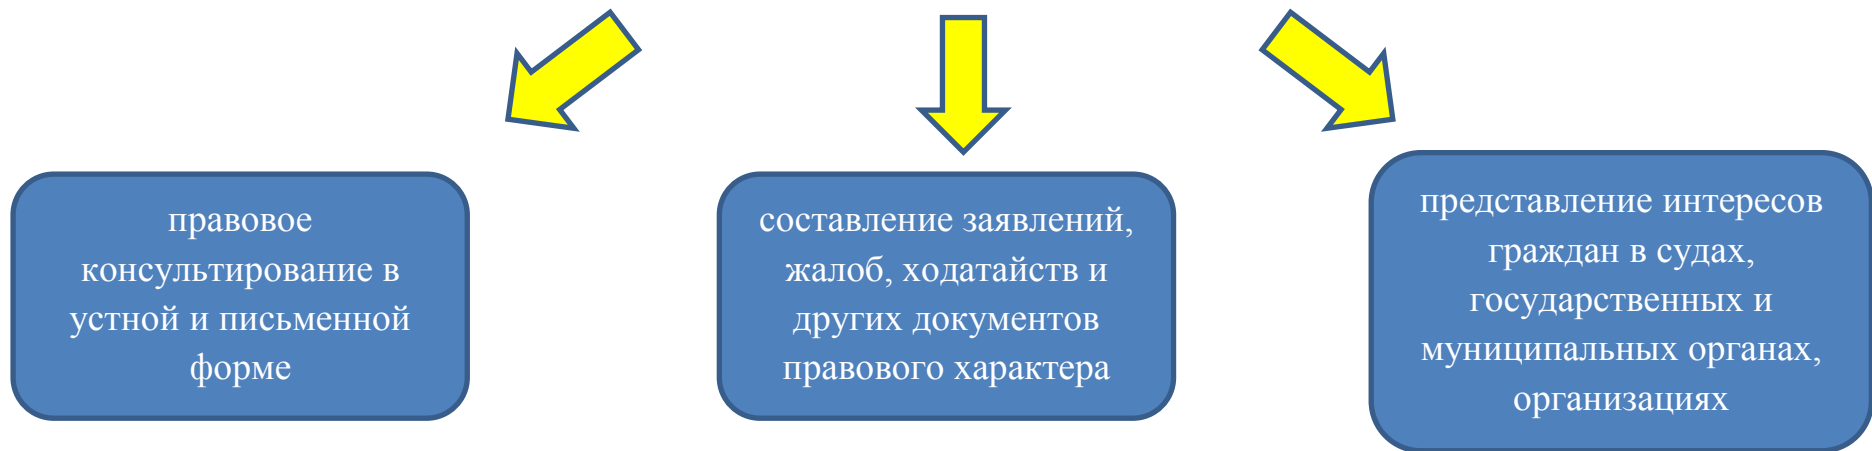 правовое
консультирование в
устной и письменной
форме
составление заявлений,
жалоб, ходатайств и
других документов
правового характера
представление интересов
граждан в судах,
государственных и
муниципальных органах,
организациях